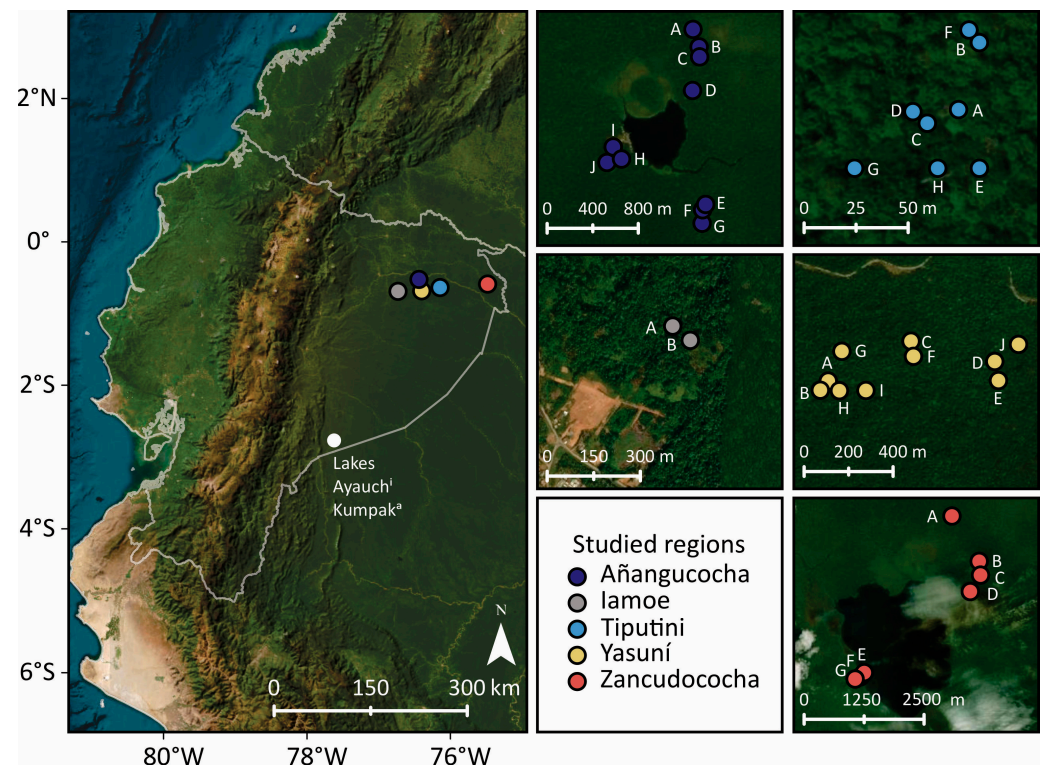 2°N
0°
2°S
4°S
6°S
80°W
78°W
76°W
Lakes
Ayauchⁱ
Kumpakª
N
0 150 300 km
A
B
C
D
I
J H
E
F
G
0 400 800 m
F
B
D A
C
G H E
0 25 50 m
A
B
0 150 300 m
G C
F
J
A D
B H I E
0 200 400 m
Studied regions
Añangucocha
Iamoe
Tiputini
Yasuní
Zancudococha
A
B
C
D
E
F
G
0 1250 2500 m